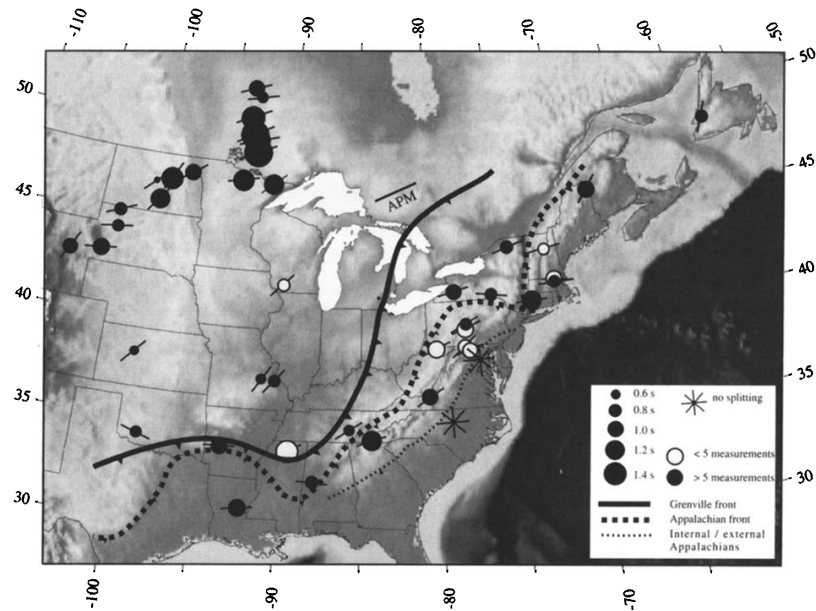 -110 -100 -90 -80 -70 -60 -50
50 50
45 45
40 40
35 35
30 30
APM
0.6 s
no splitting
0.8 s
1.0 s
1.2 s
< 5 measurements
1.4 s
> 5 measurements
Grenville front
Appalachian front
Internal / external
Appalachians
-100 -90 -80 -70